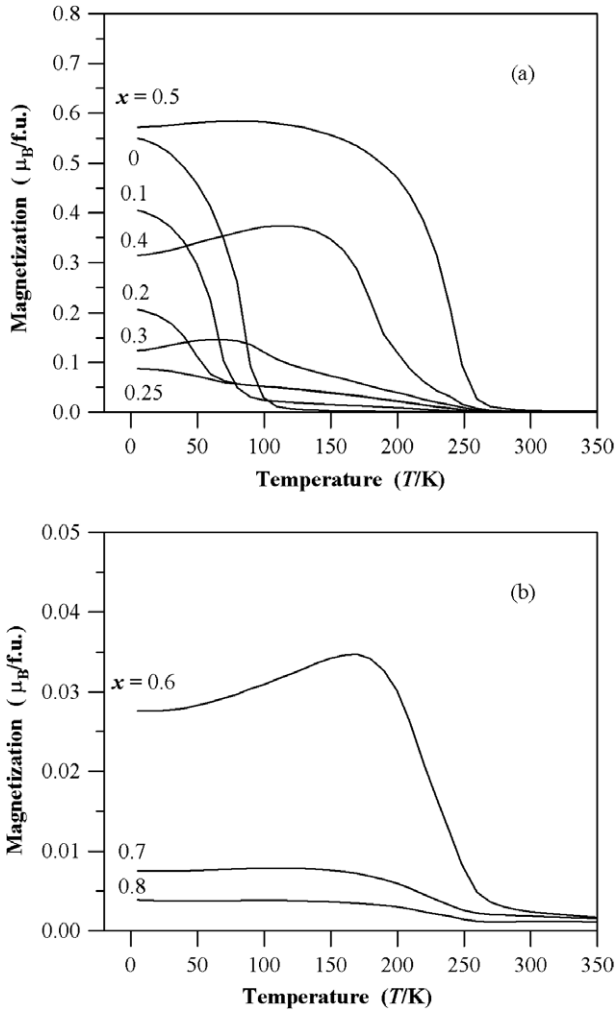 0.8
0.7
0.6
0.5
0.4
0.3
0.2
0.1
0.0
Magnetization ( μB/f.u.)
(a)
x = 0.5
0
0.1
0.4
0.2
0.3
0.25
0 50 100 150 200 250 300 350
Temperature (T/K)
0.05
0.04
0.03
0.02
0.01
0.00
Magnetization ( μB/f.u.)
(b)
x = 0.6
0.7
0.8
0 50 100 150 200 250 300 350
Temperature (T/K)